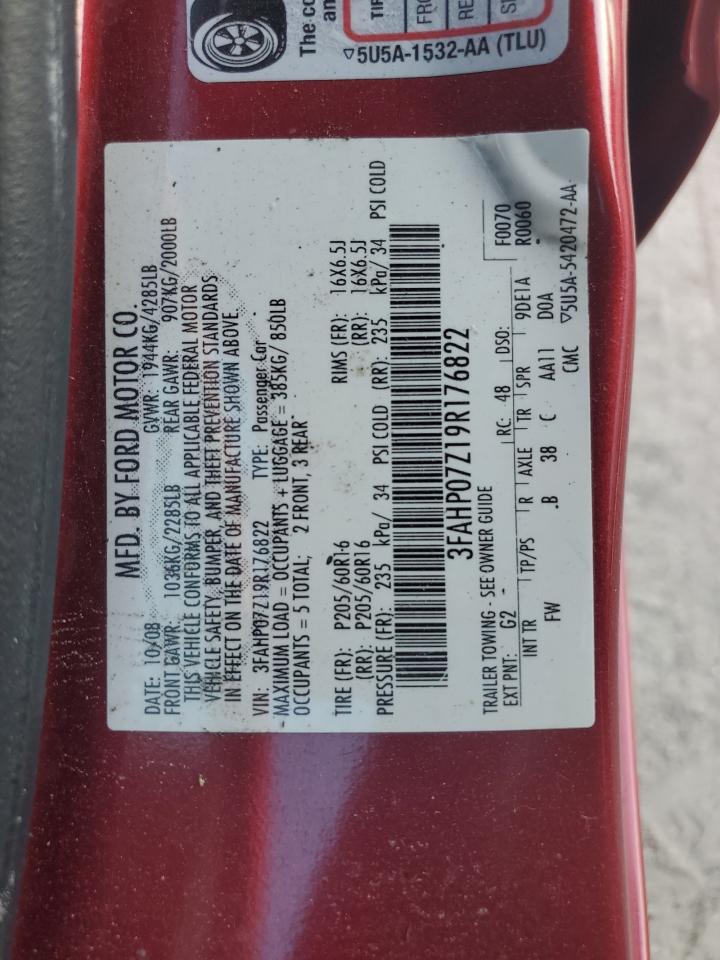 The co
an
TIR
FRO
RE
S
▽5U5A-1532-AA (TLU)
MFD. BY FORD MOTOR CO.
DATE: 10/08 GVWR: 1944KG/4285LB
FRONT GAWR: 1036KG/2285LB REAR GAWR: 907KG/2000LB
THIS VEHICLE CONFORMS TO ALL APPLICABLE FEDERAL MOTOR
VEHICLE SAFETY, BUMPER, AND THEFT PREVENTION STANDARDS
IN EFFECT ON THE DATE OF MANUFACTURE SHOWN ABOVE.
VIN: 3FAHP07Z19R176822 TYPE: Passenger Car
MAXIMUM LOAD = OCCUPANTS + LUGGAGE = 385KG/ 850LB
OCCUPANTS = 5 TOTAL; 2 FRONT, 3 REAR
TIRE (FR): P205/60R16 RIMS (FR): 16X6.5J
(RR): P205/60R16 (RR): 16X6.5J
PRESSURE (FR): 235 kPa/ 34 PSI COLD (RR): 235 kPa/ 34 PSI COLD
3FAHP07Z19R176822
TRAILER TOWING - SEE OWNER GUIDE
F0070
EXT PNT: G2 - RC: 48 DSO: R0060
INT TR TP/PS R AXLE TR SPR 9DE1A
FW .B 38 C AA11 D0A
CMC ▽5U5A-5420472-AA